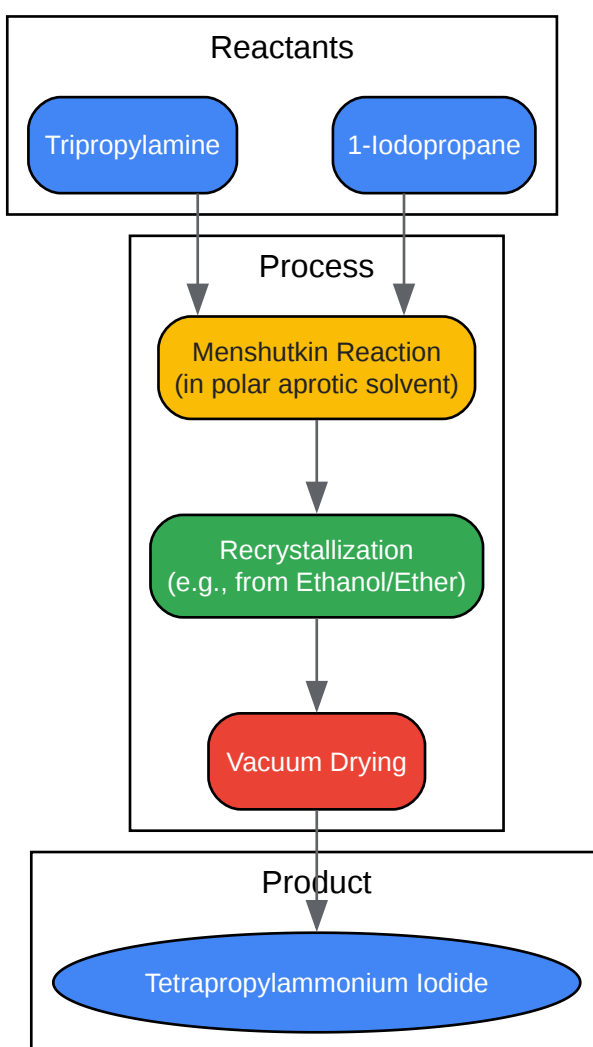 Reactants
Tripropylamine
1-Iodopropane
Process
Menshutkin Reaction
(in polar aprotic solvent)
Recrystallization
(e.g., from Ethanol/Ether)
Vacuum Drying
Product
Tetrapropylammonium Iodide